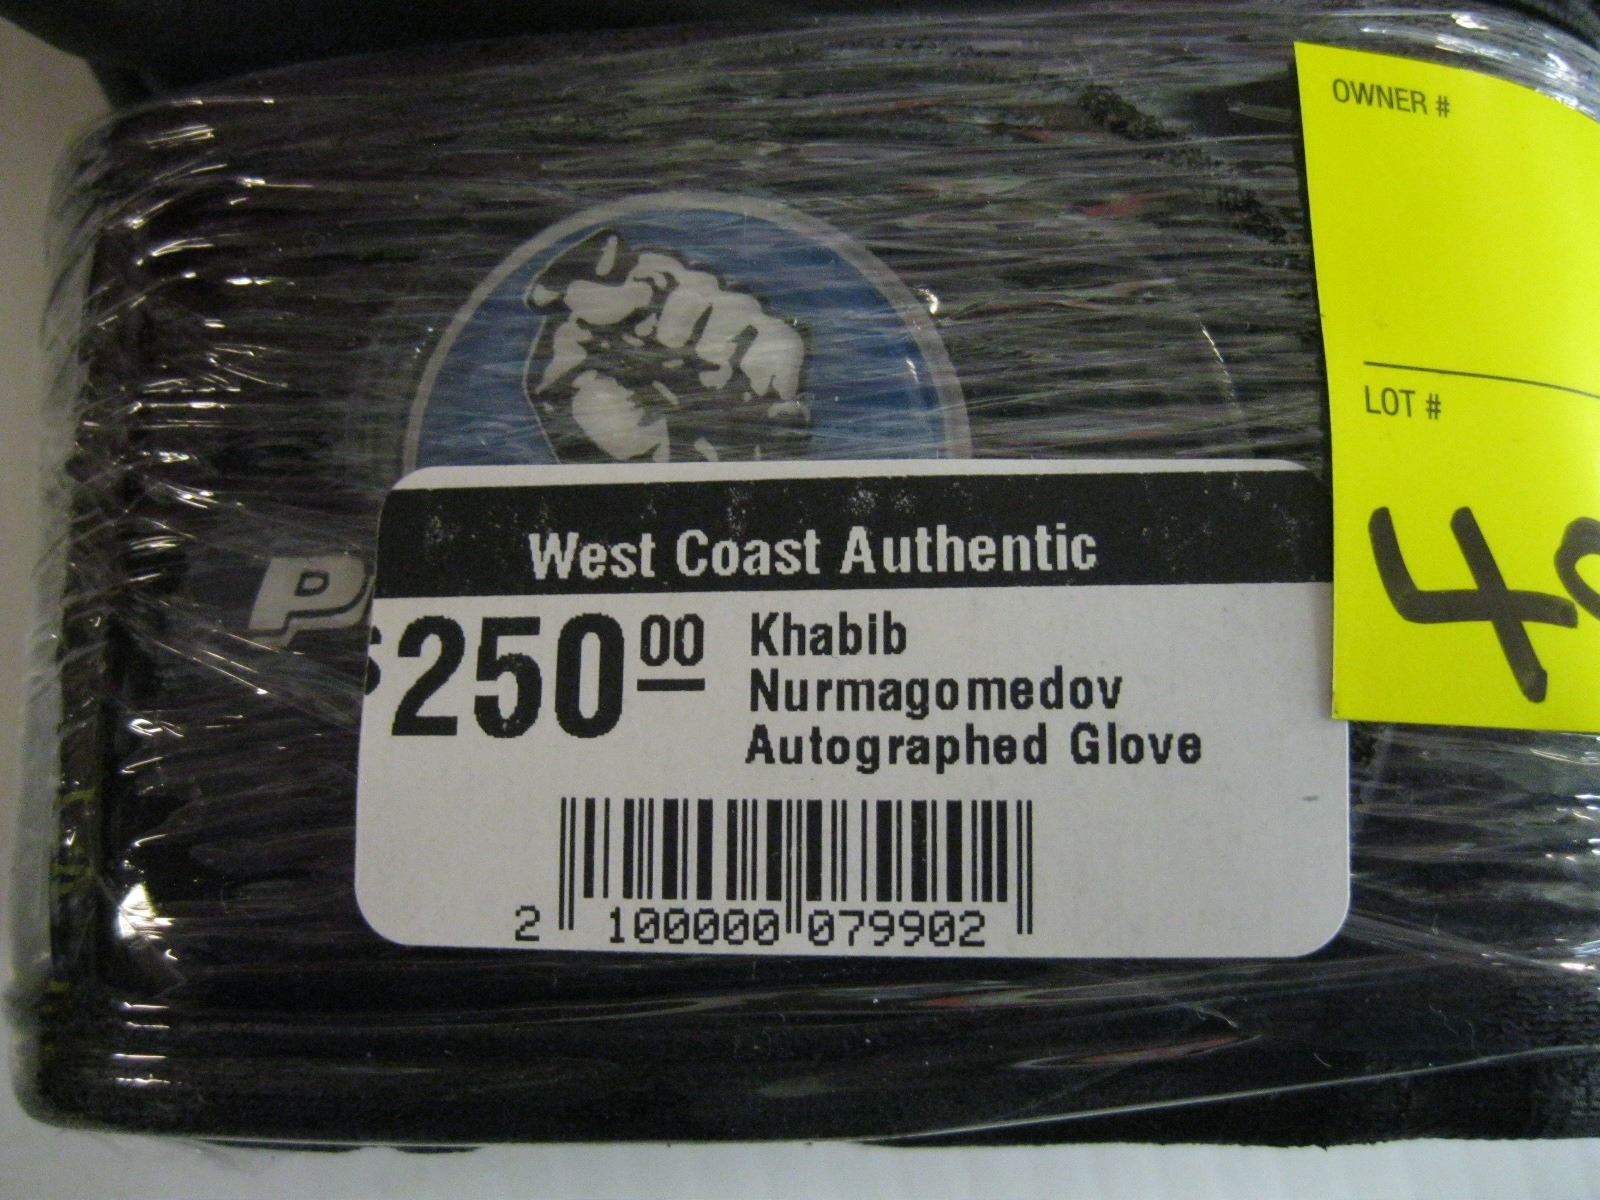 OWNER #
LOT #
West Coast Authentic
$250 00
Khabib
Nurmagomedov
Autographed Glove
2 100000 079902